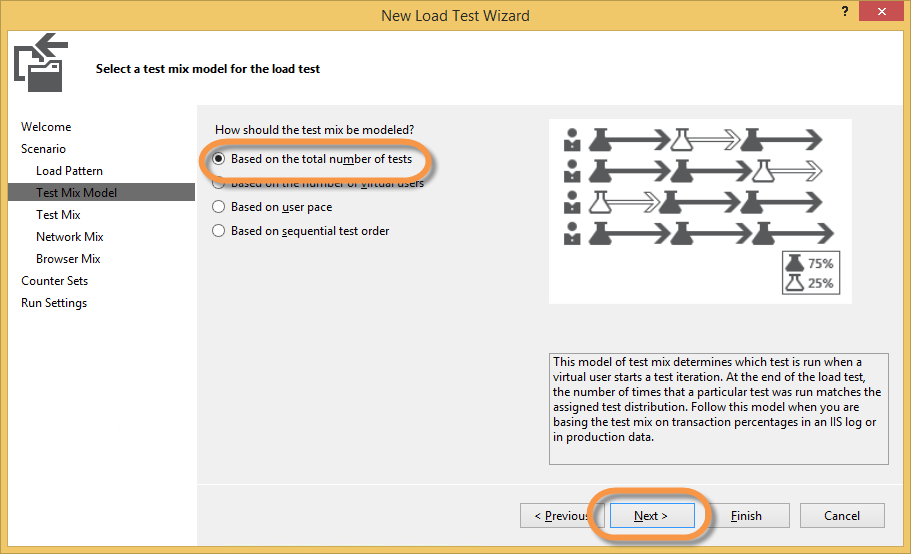 New Load Test Wizard
?
Select a test mix model for the load test
Welcome
Scenario
Load Pattern
Test Mix Model
Test Mix
Network Mix
Browser Mix
Counter Sets
Run Settings
How should the test mix be modeled?
Based on the total number of tests
Based on the number of virtual users
Based on user pace
Based on sequential test order
75%
25%
This model of test mix determines which test is run when a
virtual user starts a test iteration. At the end of the load test,
the number of times that a particular test was run matches the
assigned test distribution. Follow this model when you are
basing the test mix on transaction percentages in an IIS log or
in production data.
< Previous
Next >
Finish
Cancel